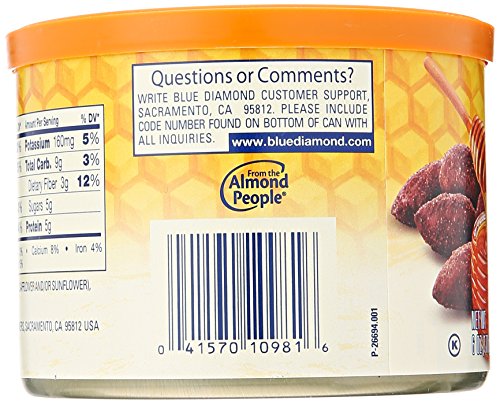 Questions or Comments?
WRITE BLUE DIAMOND CUSTOMER SUPPORT,
SACRAMENTO, CA 95812. PLEASE INCLUDE
CODE NUMBER FOUND ON BOTTOM OF CAN WITH
ALL INQUIRIES. www.bluediamond.com
From the
Almond
People®
Amount Per Serving % DV*
Potassium 160mg 5%
Total Carb. 9g 3%
Dietary Fiber 3g 12%
Sugars 5g
Protein 5g
• Calcium 8% • Iron 4%
AND/OR SUNFLOWER),
SACRAMENTO, CA 95812 USA
0 41570 10981 6
P-26694.001
K